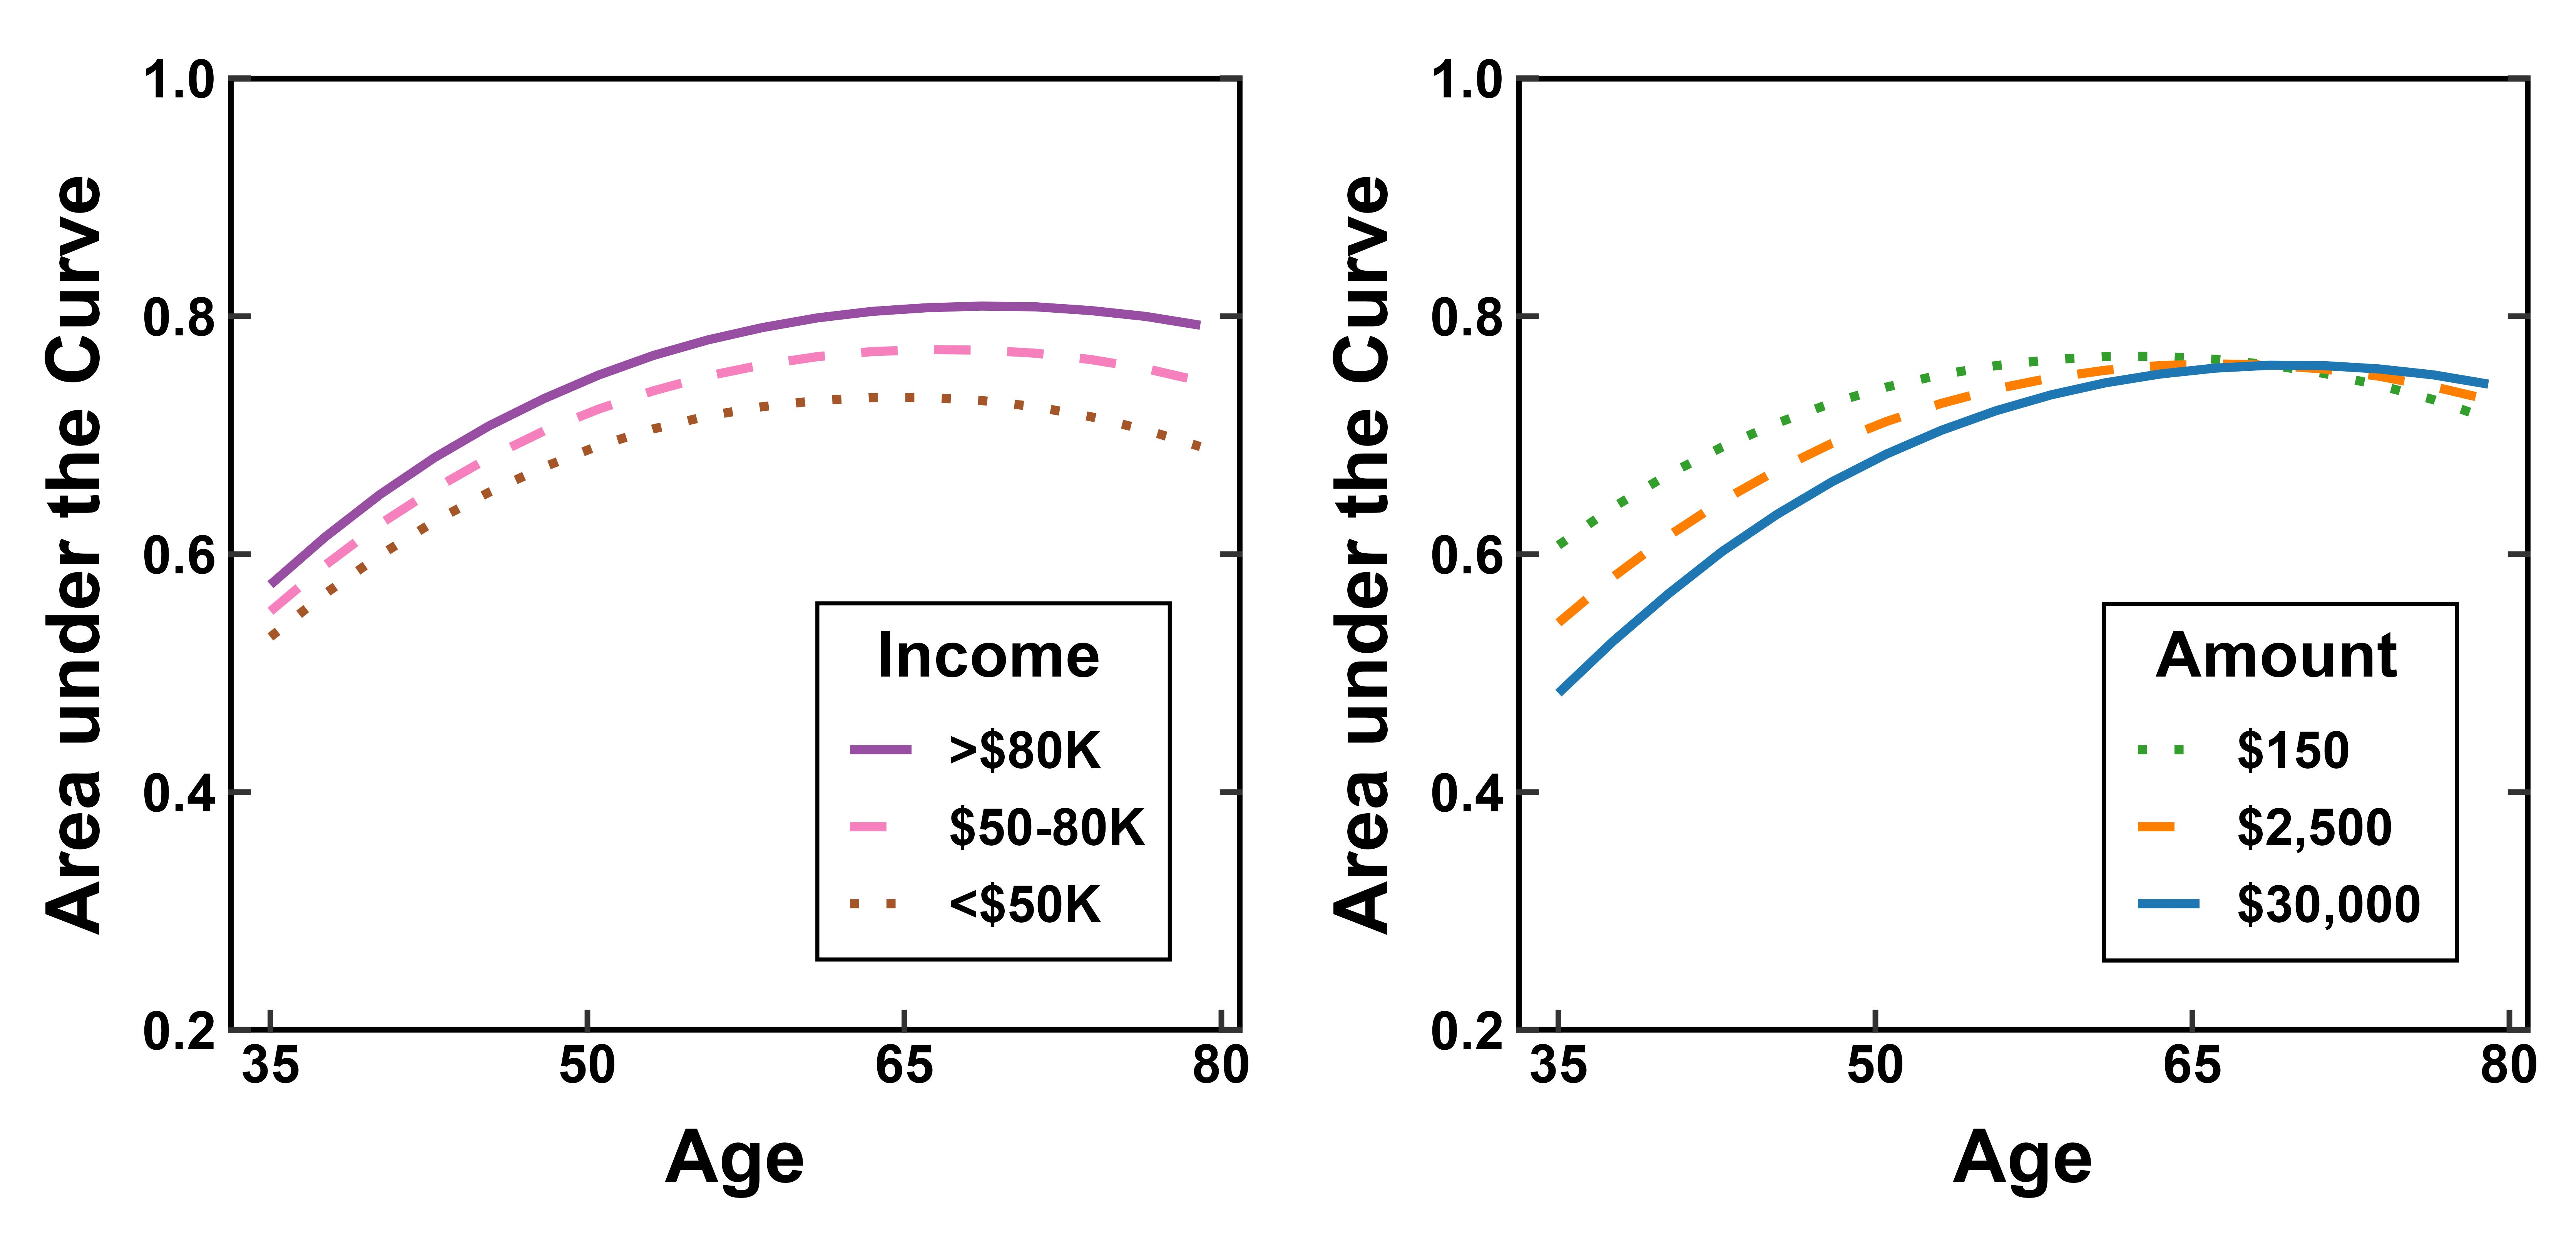 Area under the Curve
1.0
0.8
0.6
0.4
0.2
35 50 65 80
Age
Income
>$80K
$50-80K
<$50K
Area under the Curve
1.0
0.8
0.6
0.4
0.2
35 50 65 80
Age
Amount
$150
$2,500
$30,000